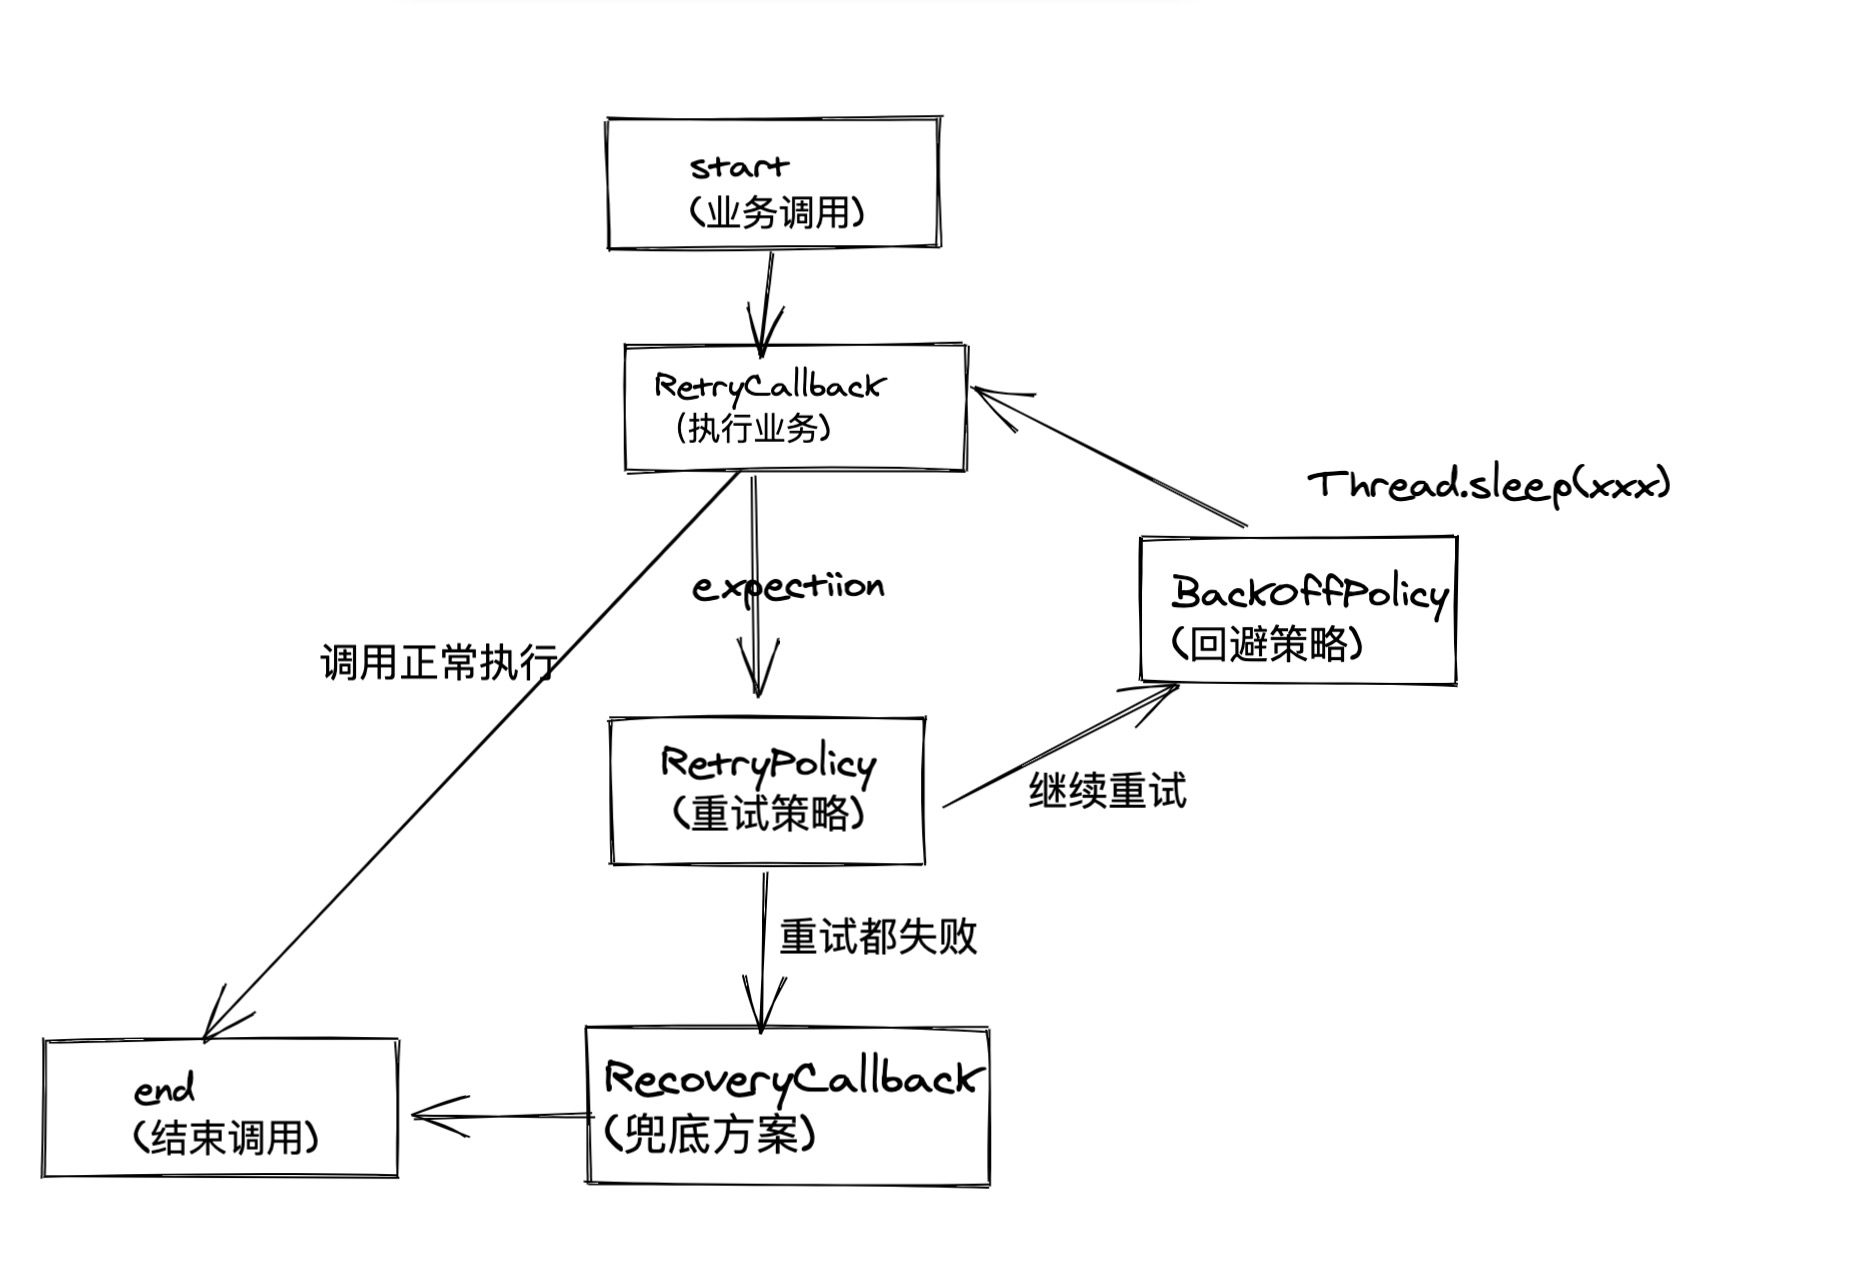 start
(业务调用)
RetryCallback
(执行业务)
Thread.sleep(xxx)
expectiion
BackOffPolicy
(回避策略)
调用正常执行
RetryPolicy
(重试策略)
继续重试
重试都失败
RecoveryCallback
(兜底方案)
end
(结束调用)